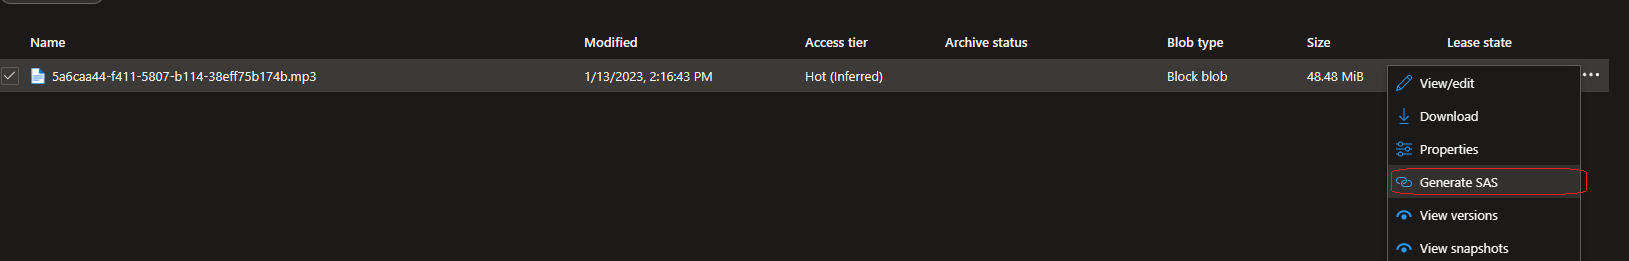 Name Modified Access tier Archive status Blob type Size Lease state
5a6caa44-f411-5807-b114-38eff75b174b.mp3 1/13/2023, 2:16:43 PM Hot (Inferred) Block blob 48.48 MiB
View/edit
Download
Properties
Generate SAS
View versions
View snapshots